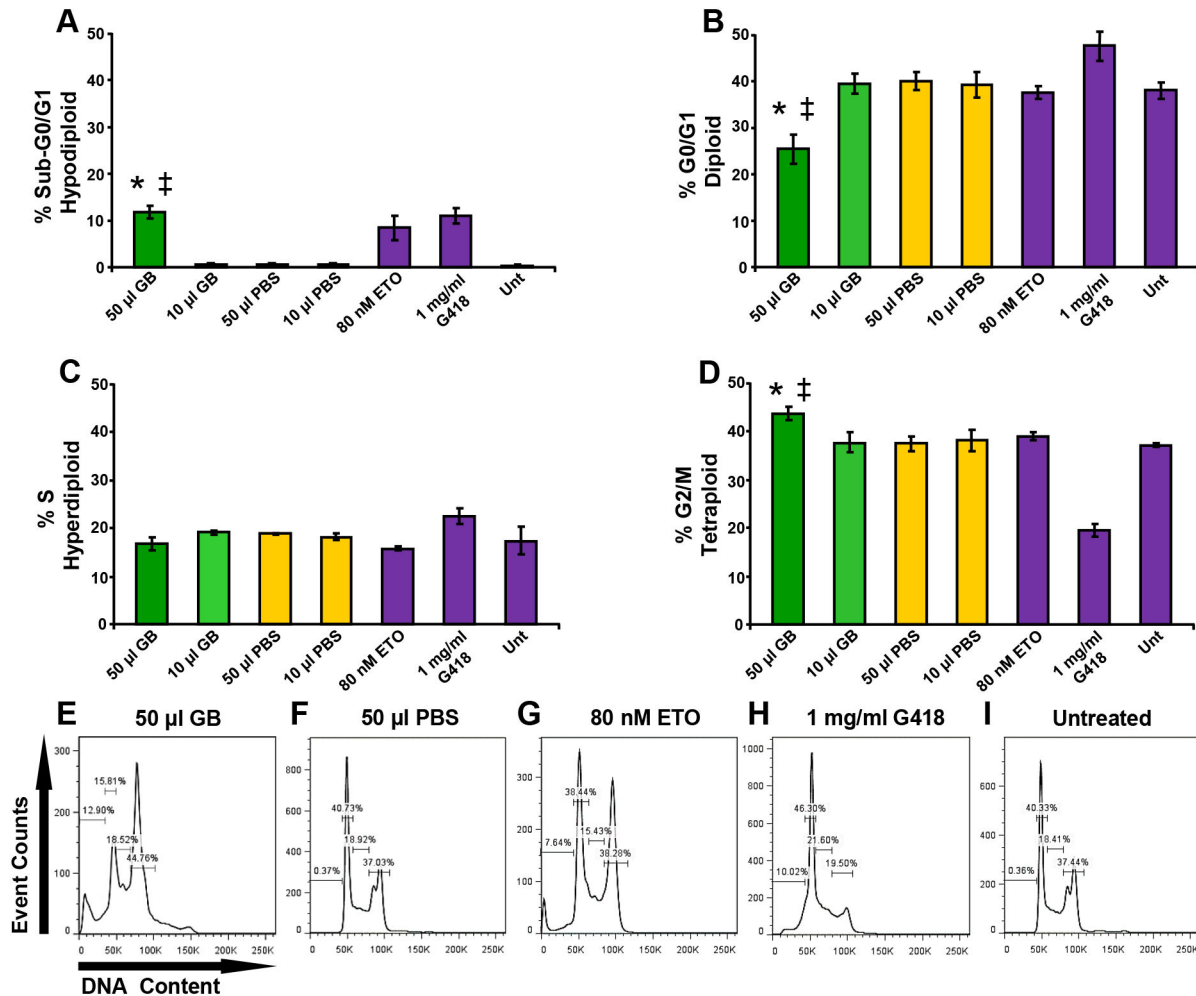 A
% Sub-G0/G1
Hypodiploid
50
40
30
20
10
0
* ‡
50 µl GB
10 µl GB
50 µl PBS
10 µl PBS
80 nM ETO
1 mg/ml
G418
Unt
B
% G0/G1
Diploid
50
40
30
20
10
0
* ‡
50 µl GB
10 µl GB
50 µl PBS
10 µl PBS
80 nM ETO
1 mg/ml
G418
Unt
C
% S
Hyperdiploid
50
40
30
20
10
0
50 µl GB
10 µl GB
50 µl PBS
10 µl PBS
80 nM ETO
1 mg/ml
G418
Unt
D
% G2/M
Tetraploid
50
40
30
20
10
0
* ‡
50 µl GB
10 µl GB
50 µl PBS
10 µl PBS
80 nM ETO
1 mg/ml
G418
Unt
Event Counts
DNA Content
E
50 µl GB
300
200
100
0
15.81%
12.90%
18.52%
44.76%
0 50K 100K 150K 200K 250K
F
50 µl PBS
800
600
400
200
0
40.73%
18.92%
37.03%
0.37%
0 50K 100K 150K 200K 250K
G
80 nM ETO
300
200
100
0
38.44%
15.43%
7.64%
38.28%
0 50K 100K 150K 200K 250K
H
1 mg/ml G418
1000
800
600
400
200
0
46.30%
21.60%
19.50%
10.02%
0 50K 100K 150K 200K 250K
I
Untreated
800
600
400
200
0
40.33%
18.41%
37.44%
0.36%
0 50K 100K 150K 200K 250K